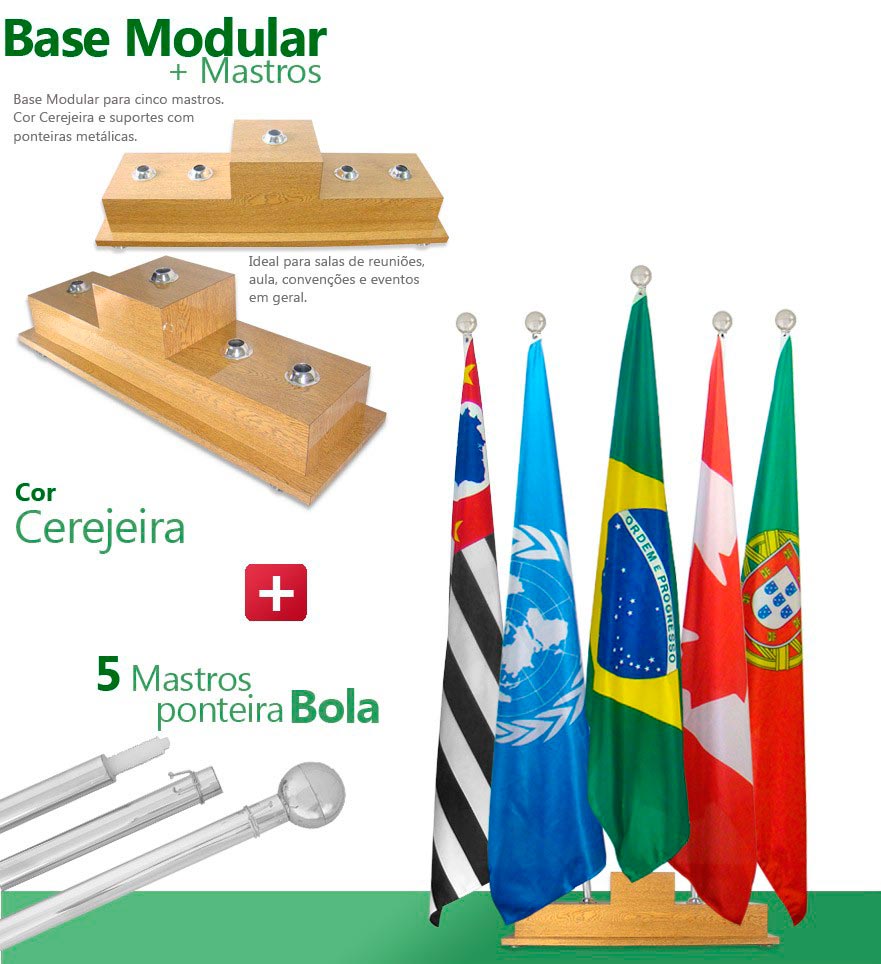 Base Modular
+ Mastros
Base Modular para cinco mastros.
Cor Cerejeira e suportes com
ponteiras metálicas.
Ideal para salas de reuniões,
aula, convenções e eventos
em geral.
Cor
Cerejeira
+
5 Mastros
ponteira Bola
ORDEM E PROGRESSO